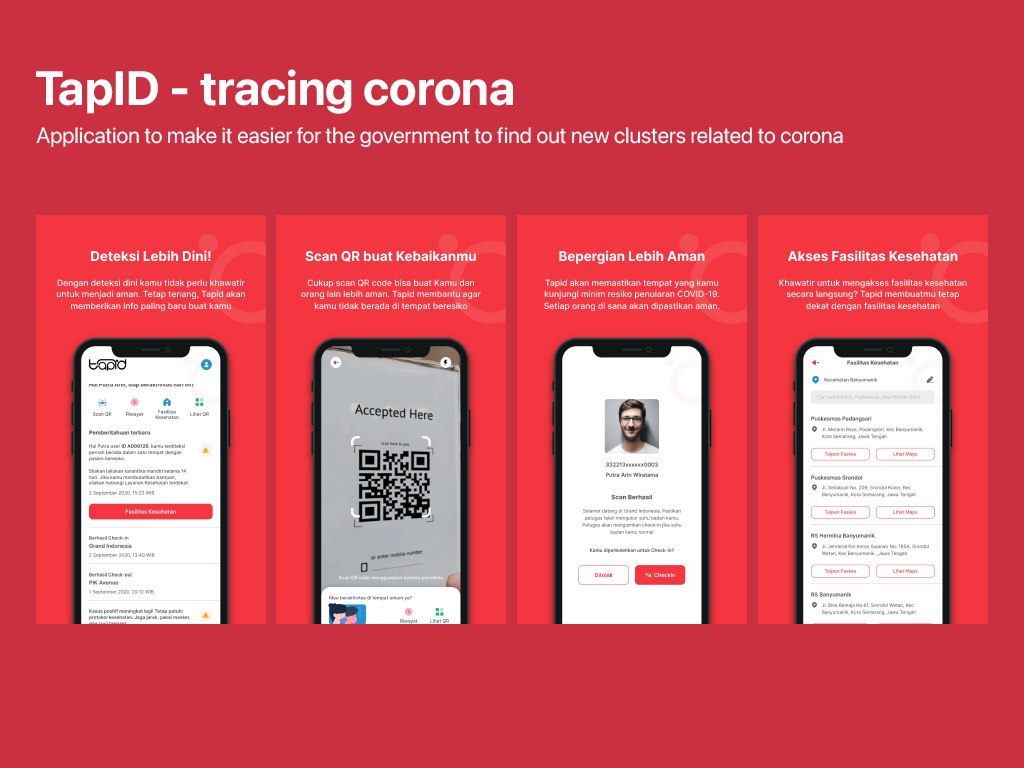 TapID - tracing corona
Application to make it easier for the government to find out new clusters related to corona
Deteksi Lebih Dini!
Dengan deteksi dini kamu tidak perlu khawatir
untuk menjadi aman. Tetap tenang, Tapid akan
memberikan info paling baru buat kamu
tapid
Hai Putra Arin, siap beraktivitas hari ini?
Scan QR
Riwayat
Fasilitas
Kesehatan
Lihat QR
Pemberitahuan terbaru
Hai Putra user ID A000126, kamu terditeksi
pernah berada dalam satu tempat dengan
pasien beresiko.
Silakan lakukan karantina mandiri selama 14
hari. Jika kamu membutuhkan bantuan,
silakan hubungi Layanan Kesehatan terdekat.
2 September 2020, 15:23 WIB
Fasilitas Kesehatan
Berhasil Check-in
Grand Indonesia
2 September 2020, 13:40 WIB
Berhasil Check-out
PIK Avenue
1 September 2020, 20:12 WIB
Kasus positif meningkat lagi! Tetap patuhi
protokol kesehatan. Jaga jarak, pakai masker,
dan cuci tangan!
Scan QR buat Kebaikanmu
Cukup scan QR code bisa buat Kamu dan
orang lain lebih aman. Tapid membantu agar
kamu tidak berada di tempat beresiko
Accepted Here
scan here to pay
or enter mobile number
Scan QR code menggunakan kamera ponselmu
Mau beraktivitas di tempat umum ya?
Riwayat
Lihat QR
Bepergian Lebih Aman
Tapid akan memastikan tempat yang kamu
kunjungi minim resiko penularan COVID-19.
Setiap orang di sana akan dipastikan aman.
332213xxxxxx0003
Putra Arin Wiratama
Scan Berhasil
Selamat datang di Grand Indonesia. Pastikan
petugas telah mengukur suhu badan kamu.
Petugas akan mengizinkan check-in jika suhu
badan kamu normal
Kamu diperbolehkan untuk Check-in?
Ditolak
Ya, Checkin
Akses Fasilitas Kesehatan
Khawatir untuk mengakses fasilitas kesehatan
secara langsung? Tapid membuatmu tetap
dekat dengan fasilitas kesehatan
Fasilitas Kesehatan
Kecamatan Banyumanik
Cari nama Klinik, Puskesmas, atau Rumah Sakit
Puskesmas Padangsari
Jl. Meranti Raya, Padangsari, Kec Banyumanik,
Kota Semarang, Jawa Tengah
Telpon Faskes
Lihat Maps
Puskesmas Srondol
Jl. Setiabudi No. 209, Srondol Kulon, Kec
Banyumanik, Kota Semarang, Jawa Tengah
Telpon Faskes
Lihat Maps
RS Hermina Banyumanik
Jl. Jenderal Pol Anton Sujarwo No. 195A, Srondol
Wetan, Kec. Banyumanik , Jawa Tengah
Telpon Faskes
Lihat Maps
RS Banyumanik
Jl. Bina Remaja No.61, Srondol Wetan, Kec.
Banyumanik, Kota Semarang, Jawa Tengah